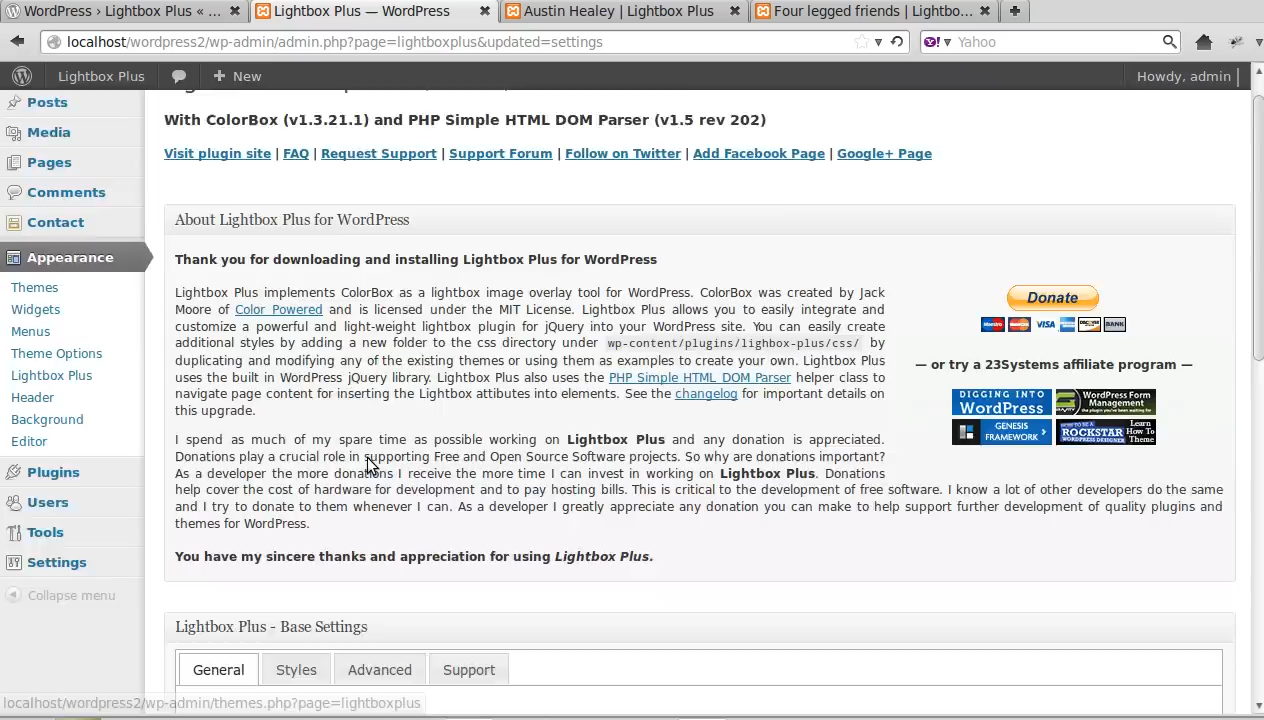 WordPress › Lightbox Plus « ...
Lightbox Plus — WordPress
Austin Healey | Lightbox Plus
Four legged friends | Lightbo...
localhost/wordpress2/wp-admin/admin.php?page=lightboxplus&updated=settings
Yahoo
Lightbox Plus
New
Howdy, admin
Posts
Media
Pages
Comments
Contact
Appearance
Themes
Widgets
Menus
Theme Options
Lightbox Plus
Header
Background
Editor
Plugins
Users
Tools
Settings
Collapse menu
With ColorBox (v1.3.21.1) and PHP Simple HTML DOM Parser (v1.5 rev 202)
Visit plugin site | FAQ | Request Support | Support Forum | Follow on Twitter | Add Facebook Page | Google+ Page
About Lightbox Plus for WordPress
Thank you for downloading and installing Lightbox Plus for WordPress
Lightbox Plus implements ColorBox as a lightbox image overlay tool for WordPress. ColorBox was created by Jack
Moore of Color Powered and is licensed under the MIT License. Lightbox Plus allows you to easily integrate and
customize a powerful and light-weight lightbox plugin for jQuery into your WordPress site. You can easily create
additional styles by adding a new folder to the css directory under wp-content/plugins/lighbox-plus/css/ by
duplicating and modifying any of the existing themes or using them as examples to create your own. Lightbox Plus
uses the built in WordPress jQuery library. Lightbox Plus also uses the PHP Simple HTML DOM Parser helper class to
navigate page content for inserting the Lightbox attibutes into elements. See the changelog for important details on
this upgrade.
Donate
VISA
BANK
— or try a 23Systems affiliate program —
DIGGING INTO
WordPress
WordPress Form
Management
GENESIS
FRAMEWORK
ROCKSTAR
WORDPRESS DESIGNER
Learn
How To
Theme
I spend as much of my spare time as possible working on Lightbox Plus and any donation is appreciated.
Donations play a crucial role in supporting Free and Open Source Software projects. So why are donations important?
As a developer the more donations I receive the more time I can invest in working on Lightbox Plus. Donations
help cover the cost of hardware for development and to pay hosting bills. This is critical to the development of free software. I know a lot of other developers do the same
and I try to donate to them whenever I can. As a developer I greatly appreciate any donation you can make to help support further development of quality plugins and
themes for WordPress.
You have my sincere thanks and appreciation for using Lightbox Plus.
Lightbox Plus - Base Settings
General
Styles
Advanced
Support
localhost/wordpress2/wp-admin/themes.php?page=lightboxplus